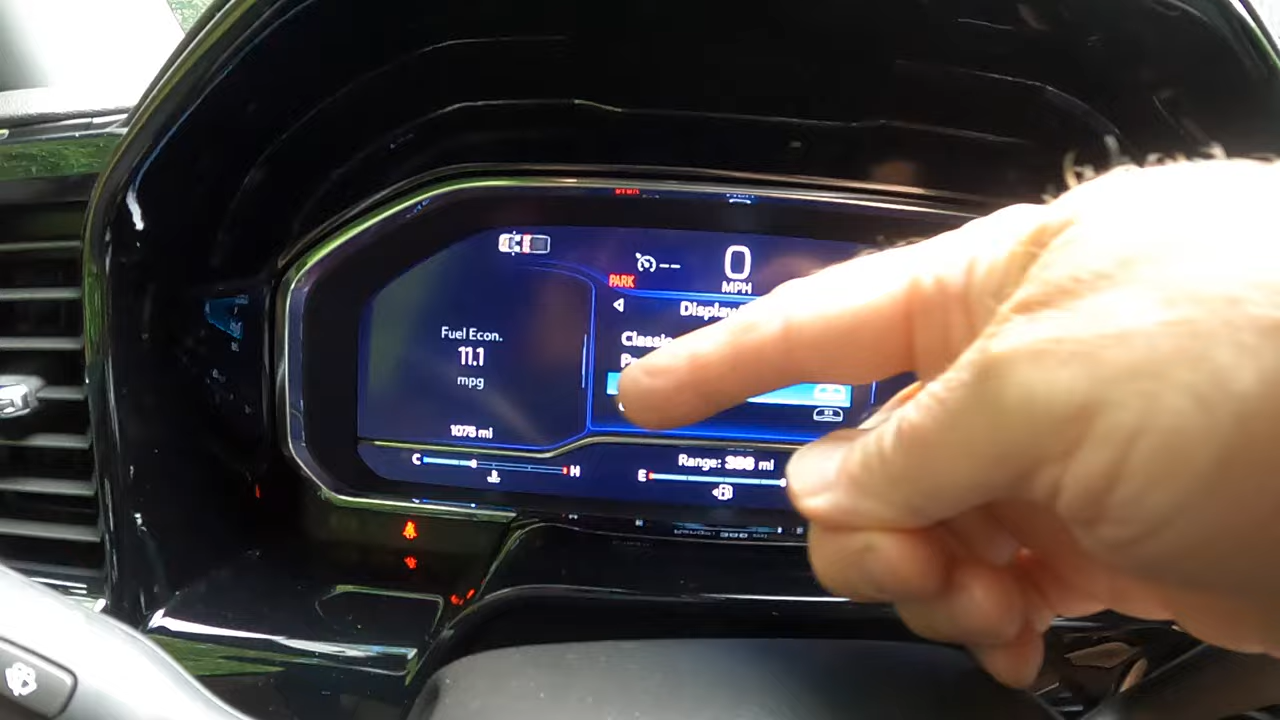 0
MPH
PARK
Fuel Econ.
11.1
mpg
1075 mi
C H
Range: 388 mi
E